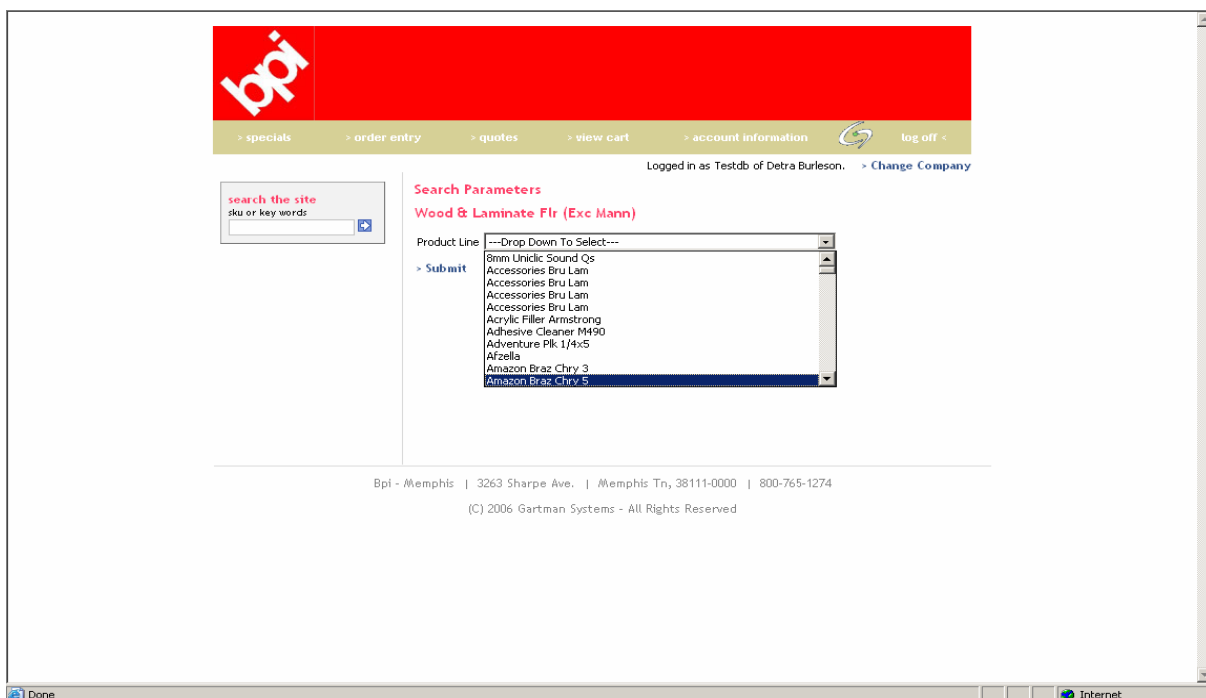 bpi
> specials > order entry > quotes > view cart > account information log off <
Logged in as Testdb of Detra Burleson. > Change Company
search the site
sku or key words
Search Parameters
Wood & Laminate Flr (Exc Mann)
Product Line ---Drop Down To Select---
> Submit
8mm Uniclic Sound Qs
Accessories Bru Lam
Accessories Bru Lam
Accessories Bru Lam
Accessories Bru Lam
Acrylic Filler Armstrong
Adhesive Cleaner M490
Adventure Plk 1/4x5
Afzella
Amazon Braz Chry 3
Amazon Braz Chry 5
Bpi - Memphis | 3263 Sharpe Ave. | Memphis Tn, 38111-0000 | 800-765-1274
(C) 2006 Gartman Systems - All Rights Reserved
Done Internet